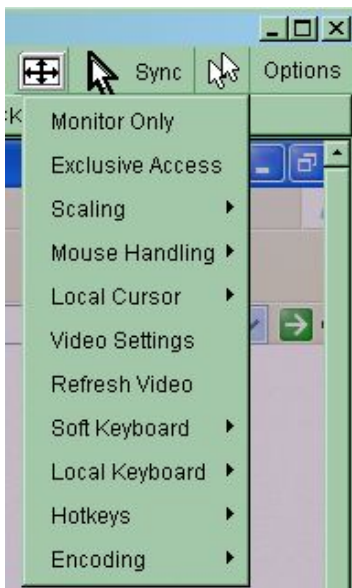 Sync Options
Monitor Only
Exclusive Access
Scaling
Mouse Handling
Local Cursor
Video Settings
Refresh Video
Soft Keyboard
Local Keyboard
Hotkeys
Encoding